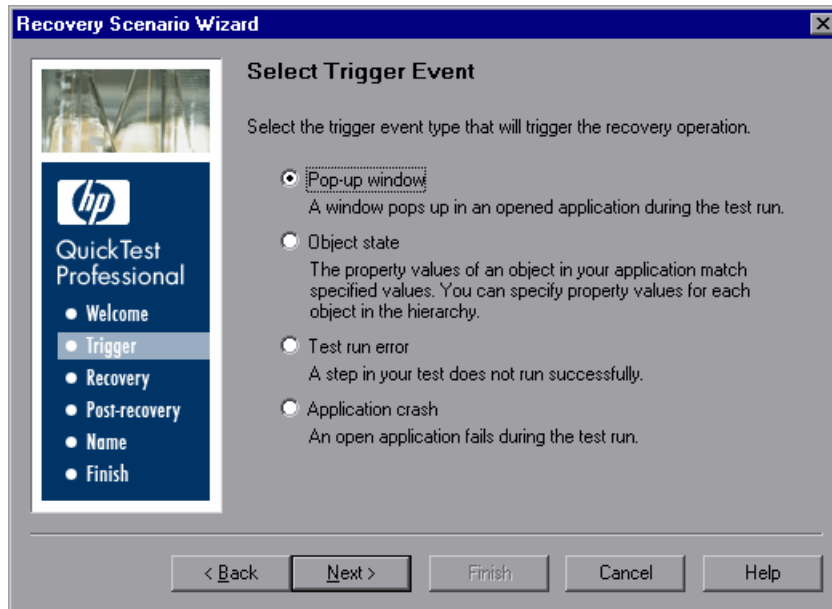 Recovery Scenario Wizard
Select Trigger Event
Select the trigger event type that will trigger the recovery operation.
Pop-up window
A window pops up in an opened application during the test run.
Object state
The property values of an object in your application match
specified values. You can specify property values for each
object in the hierarchy.
Test run error
A step in your test does not run successfully.
Application crash
An open application fails during the test run.
hp
QuickTest
Professional
Welcome
Trigger
Recovery
Post-recovery
Name
Finish
< Back
Next >
Finish
Cancel
Help